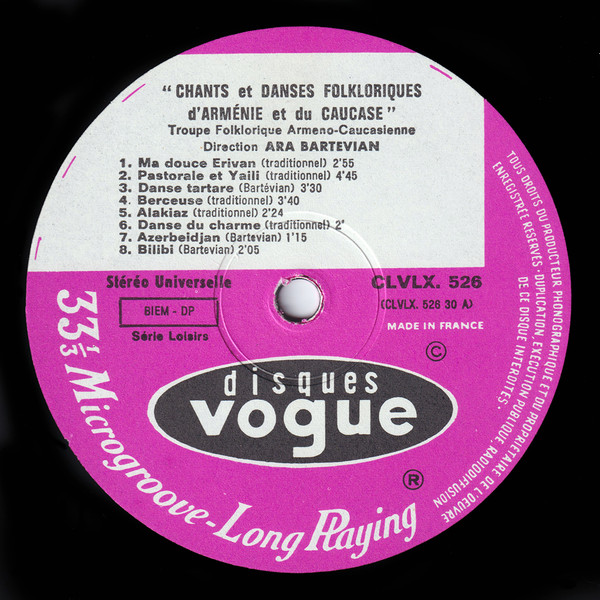 "CHANTS et DANSES FOLKLORIQUES
d'ARMÉNIE et du CAUCASE"
Troupe Folklorique Armeno-Caucasienne
Direction ARA BARTEVIAN
1. Ma douce Erivan (traditionnel) 2'55
2. Pastorale et Yaili (traditionnel) 4'45
3. Danse tartare (Bartévian) 3'30
4. Berceuse (traditionnel) 3'40
5. Alakiaz (traditionnel) 2'24
6. Danse du charme (traditionnel) 2'
7. Azerbeidjan (Bartevian) 1'15
8. Bilibi (Bartevian) 2'05
Stéréo Universelle
BIEM - DP
Série Loisirs
CLVLX. 526
(CLVLX. 526 30 A)
MADE IN FRANCE
©
disques
vogue
®
33 1/3 Microgroove - Long Playing
TOUS DROITS DU PRODUCTEUR PHONOGRAPHIQUE ET DU PROPRIÉTAIRE DE L'OEUVRE
ENREGISTRÉE RÉSERVÉS - DUPLICATION, EXÉCUTION PUBLIQUE, RADIODIFFUSION
DE CE DISQUE INTERDITES.